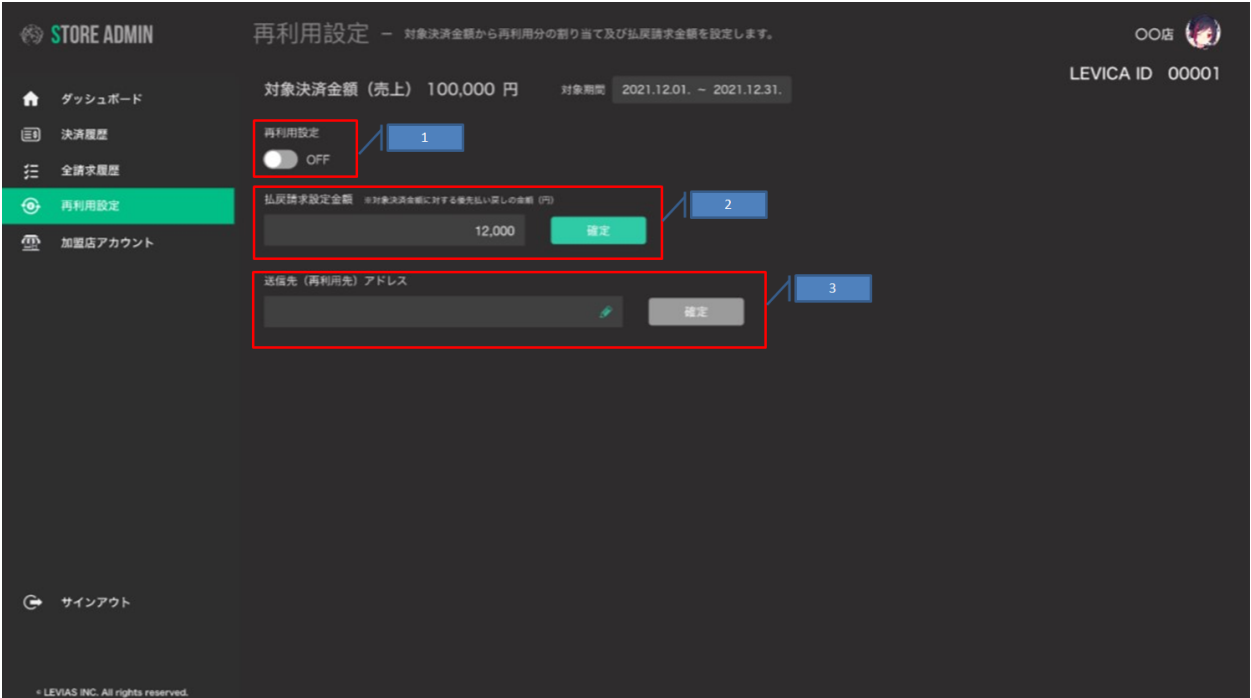 STORE ADMIN
再利用設定 – 対象決済金額から再利用分の割り当て及び払戻請求金額を設定します。
〇〇店
LEVICA ID 00001
対象決済金額（売上） 100,000 円 対象期間 2021.12.01. ~ 2021.12.31.
ダッシュボード
決済履歴
全請求履歴
再利用設定
加盟店アカウント
再利用設定
OFF
1
払戻請求設定金額 ※対象決済金額に対する優先払い戻しの金額（円）
12,000 確定
2
送信先（再利用先）アドレス
確定
3
サインアウト
© LEVIAS INC. All rights reserved.